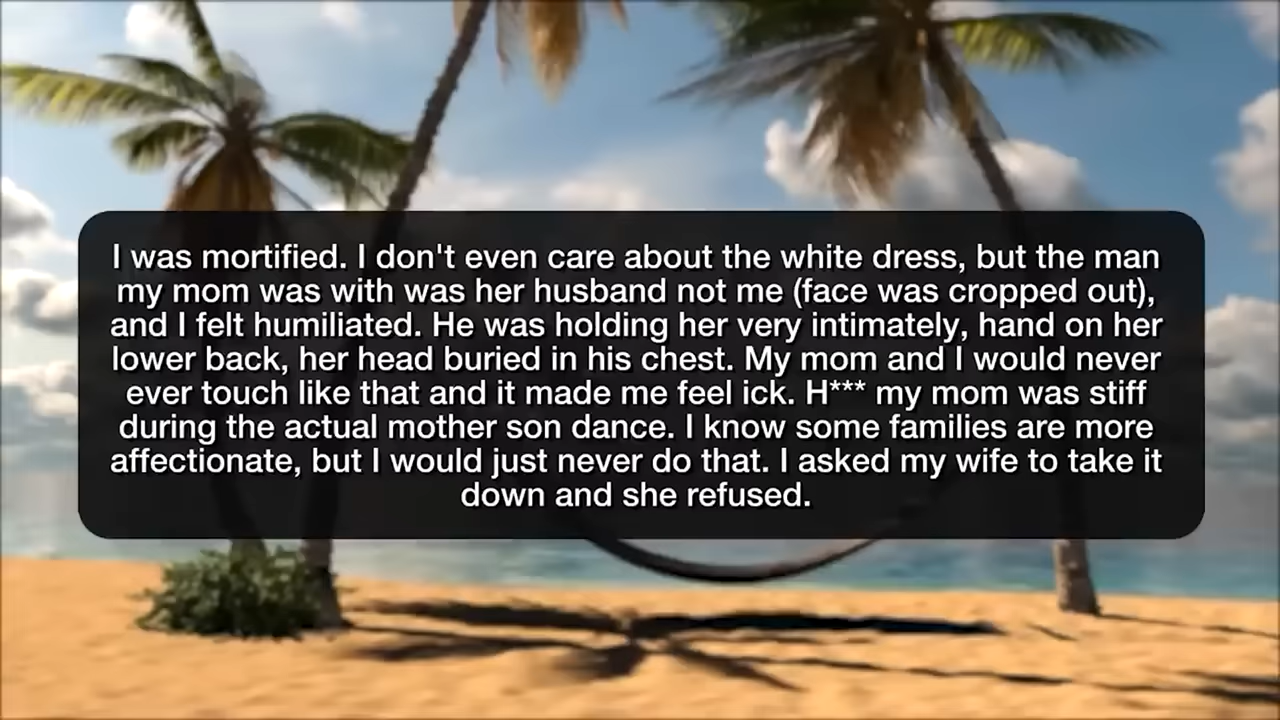 I was mortified. I don't even care about the white dress, but the man
my mom was with was her husband not me (face was cropped out),
and I felt humiliated. He was holding her very intimately, hand on her
lower back, her head buried in his chest. My mom and I would never
ever touch like that and it made me feel ick. H*** my mom was stiff
during the actual mother son dance. I know some families are more
affectionate, but I would just never do that. I asked my wife to take it
down and she refused.